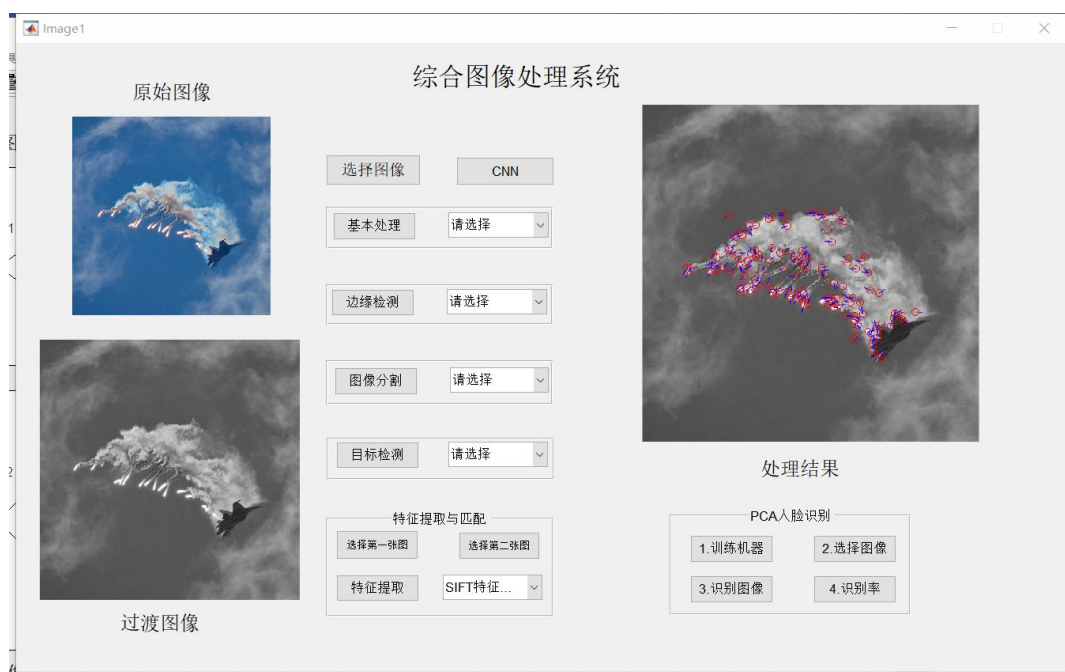 Image1
综合图像处理系统
原始图像
选择图像
CNN
基本处理
请选择
边缘检测
请选择
图像分割
请选择
目标检测
请选择
特征提取与匹配
选择第一张图
选择第二张图
特征提取
SIFT特征...
过渡图像
处理结果
PCA人脸识别
1.训练机器
2.选择图像
3.识别图像
4.识别率